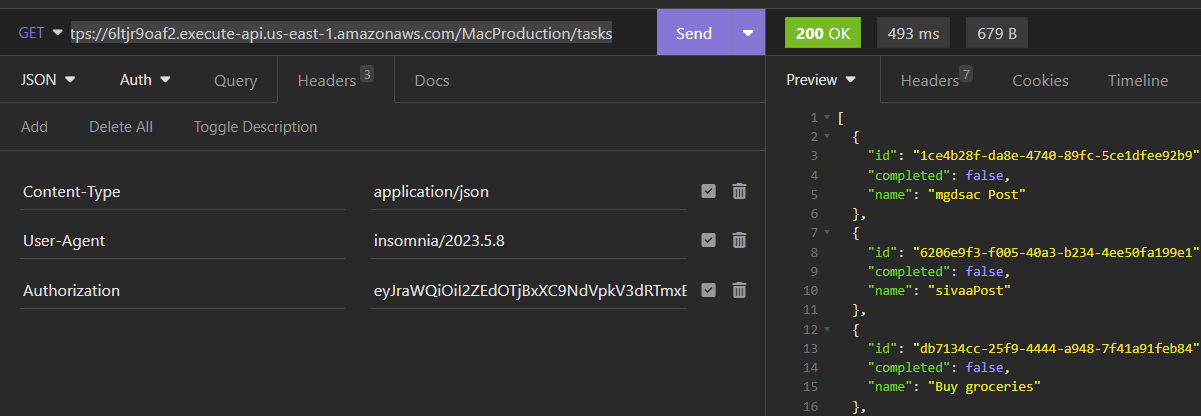 GET tps://6ltjr9oaf2.execute-api.us-east-1.amazonaws.com/MacProduction/tasks Send
200 OK 493 ms 679 B
JSON Auth Query Headers 3 Docs
Add Delete All Toggle Description
Content-Type application/json
User-Agent insomnia/2023.5.8
Authorization eyJraWQiOiI2ZEdOTjBxXC9NdVpkV3dRTmxE
Preview Headers 7 Cookies Timeline
1 [
2 {
3 "id": "1ce4b28f-da8e-4740-89fc-5ce1dfee92b9"
4 "completed": false,
5 "name": "mgdsac Post"
6 },
7 {
8 "id": "6206e9f3-f005-40a3-b234-4ee50fa199e1"
9 "completed": false,
10 "name": "sivaaPost"
11 },
12 {
13 "id": "db7134cc-25f9-4444-a948-7f41a91feb84"
14 "completed": false,
15 "name": "Buy groceries"
16 },